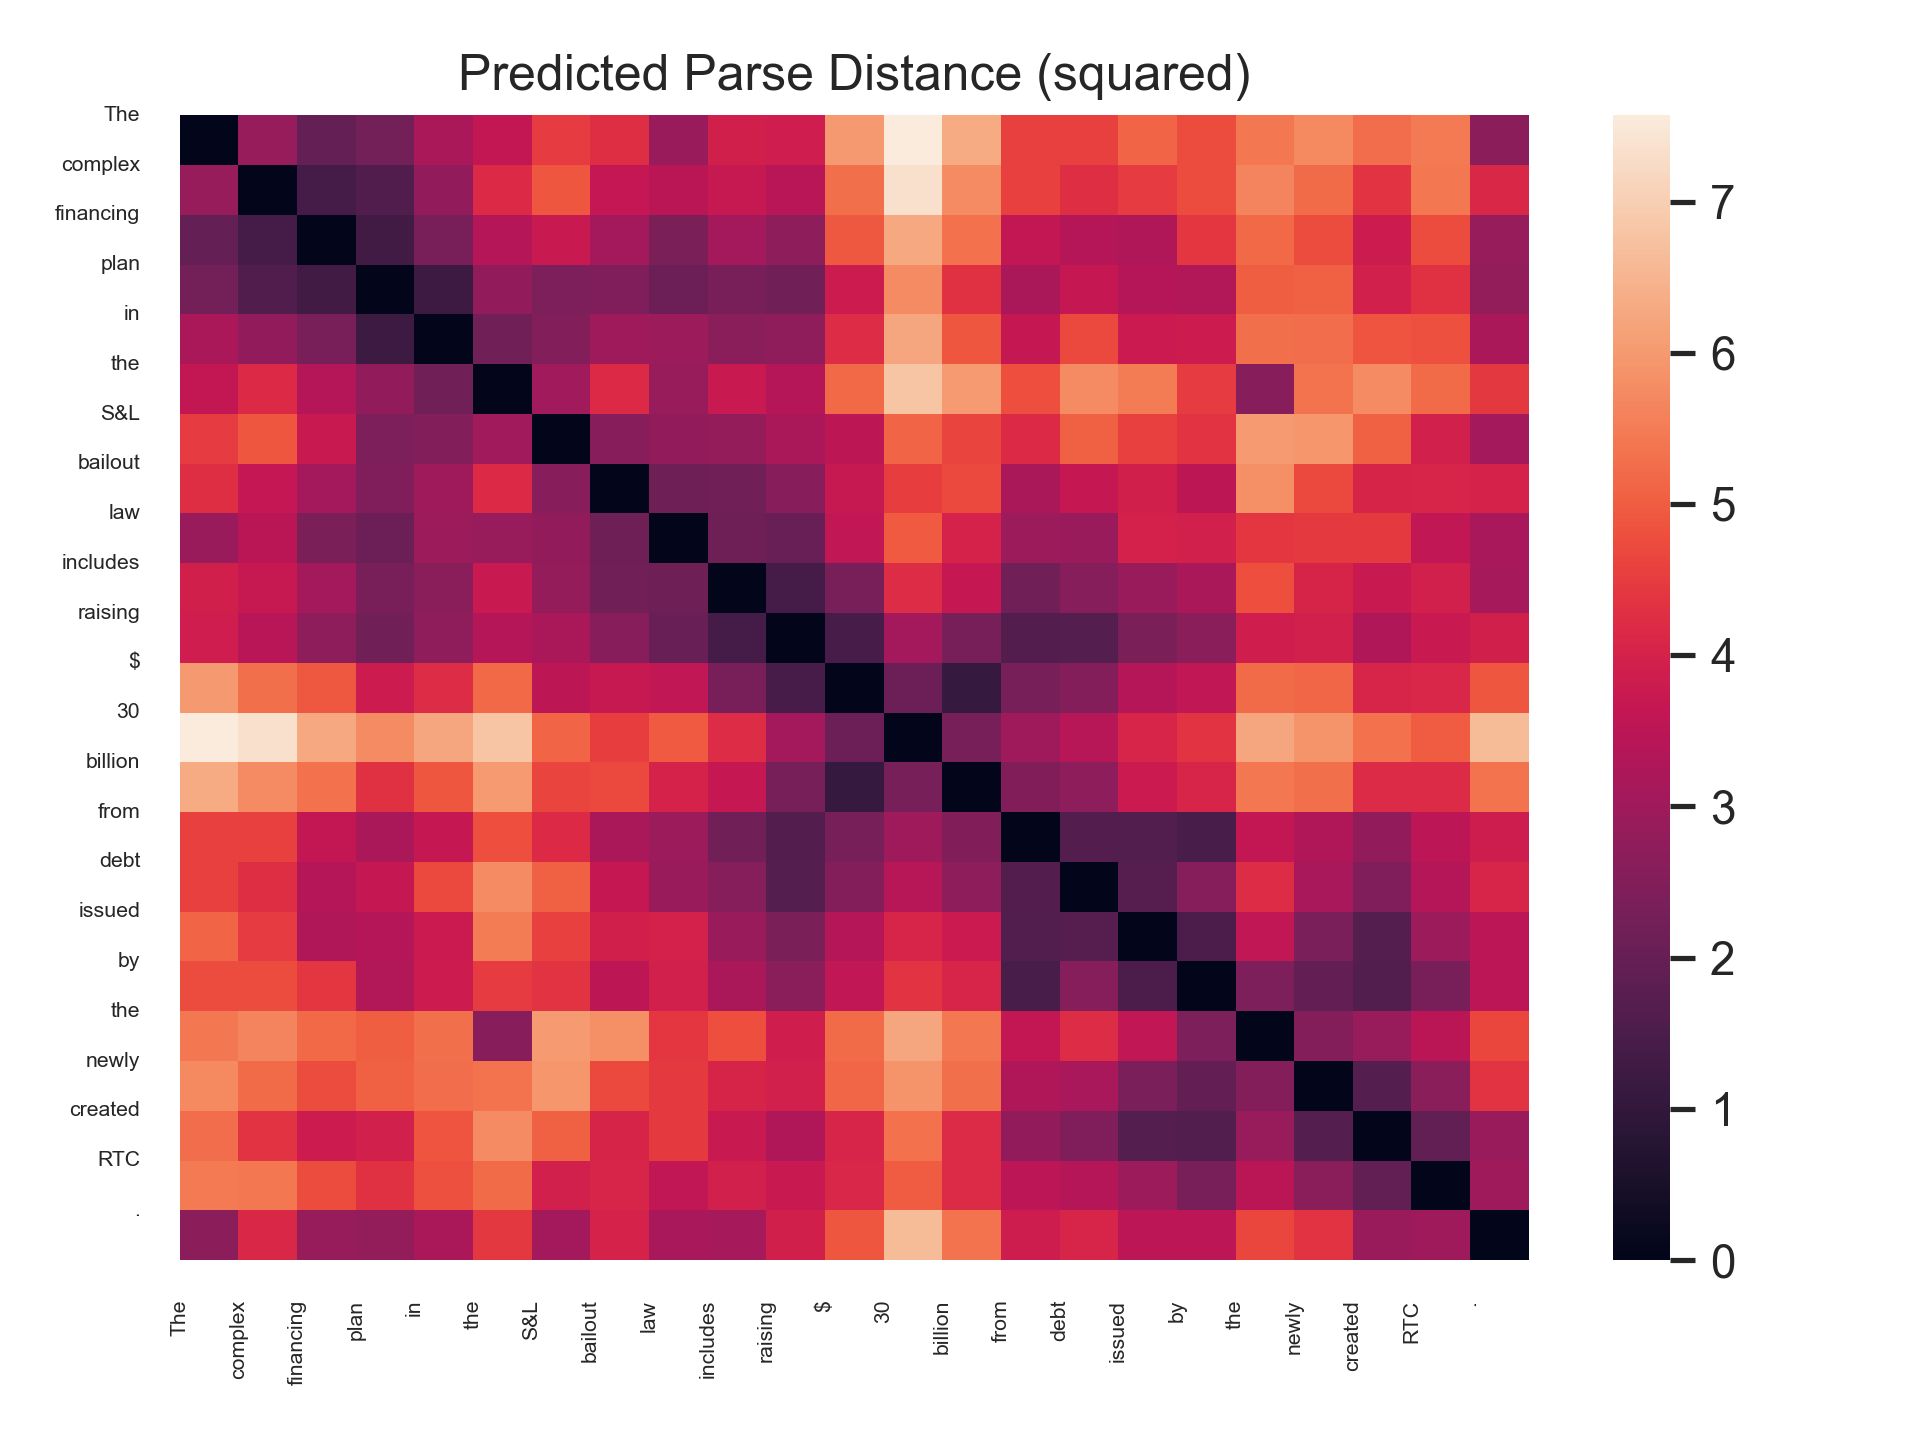 Predicted Parse Distance (squared)
The
complex
financing
plan
in
the
S&L
bailout
law
includes
raising
$
30
billion
from
debt
issued
by
the
newly
created
RTC
.
7
6
5
4
3
2
1
0
The
complex
financing
plan
in
the
S&L
bailout
law
includes
raising
$
30
billion
from
debt
issued
by
the
newly
created
RTC
.